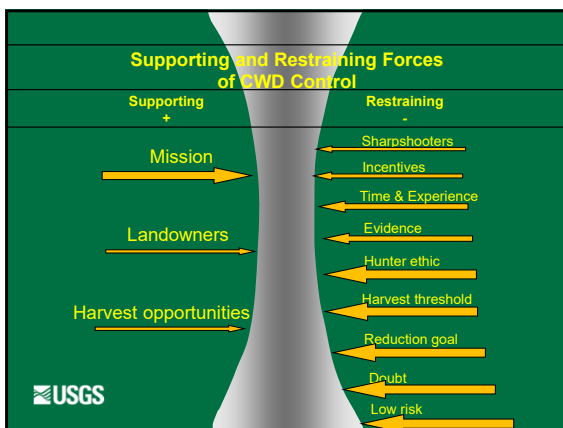 Supporting and Restraining Forces
of CWD Control
Supporting
+
Restraining
-
Mission
Landowners
Harvest opportunities
Sharpshooters
Incentives
Time & Experience
Evidence
Hunter ethic
Harvest threshold
Reduction goal
Doubt
Low risk
USGS